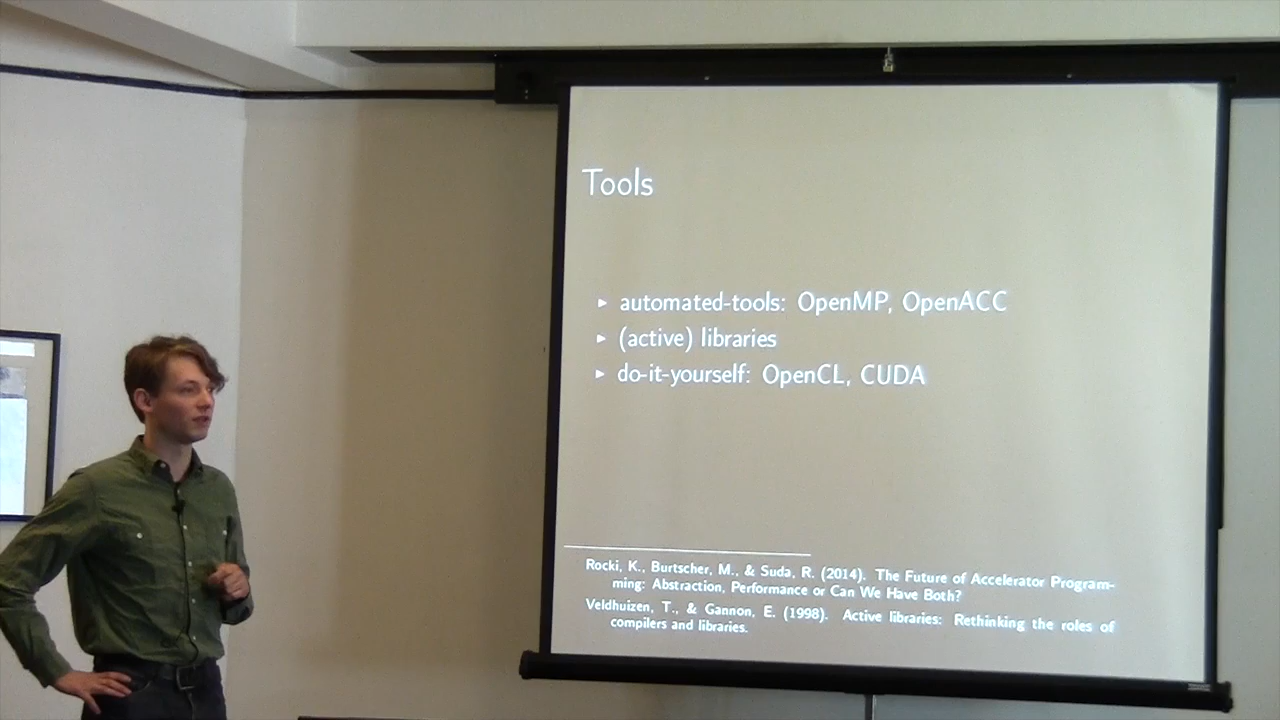 Tools
▸ automated-tools: OpenMP, OpenACC
▸ (active) libraries
▸ do-it-yourself: OpenCL, CUDA
Rocki, K., Burtscher, M., & Suda, R. (2014). The Future of Accelerator Program-
ming: Abstraction, Performance or Can We Have Both?
Veldhuizen, T., & Gannon, E. (1998). Active libraries: Rethinking the roles of
compilers and libraries.